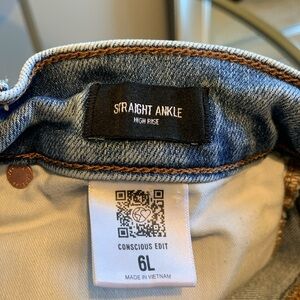 STRAIGHT ANKLE
HIGH RISE
CONSCIOUS EDIT
6L
MADE IN VIETNAM